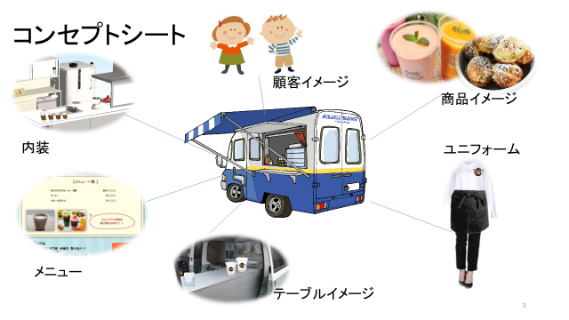 コンセプトシート
顧客イメージ
商品イメージ
内装
ユニフォーム
メニュー
テーブルイメージ
3